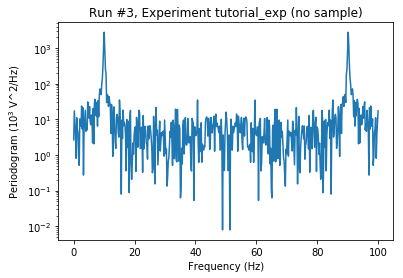 Run #3, Experiment tutorial_exp (no sample)
Periodogram (10³ V^2/Hz)
10³
10²
10¹
10⁰
10⁻¹
10⁻²
0 20 40 60 80 100
Frequency (Hz)